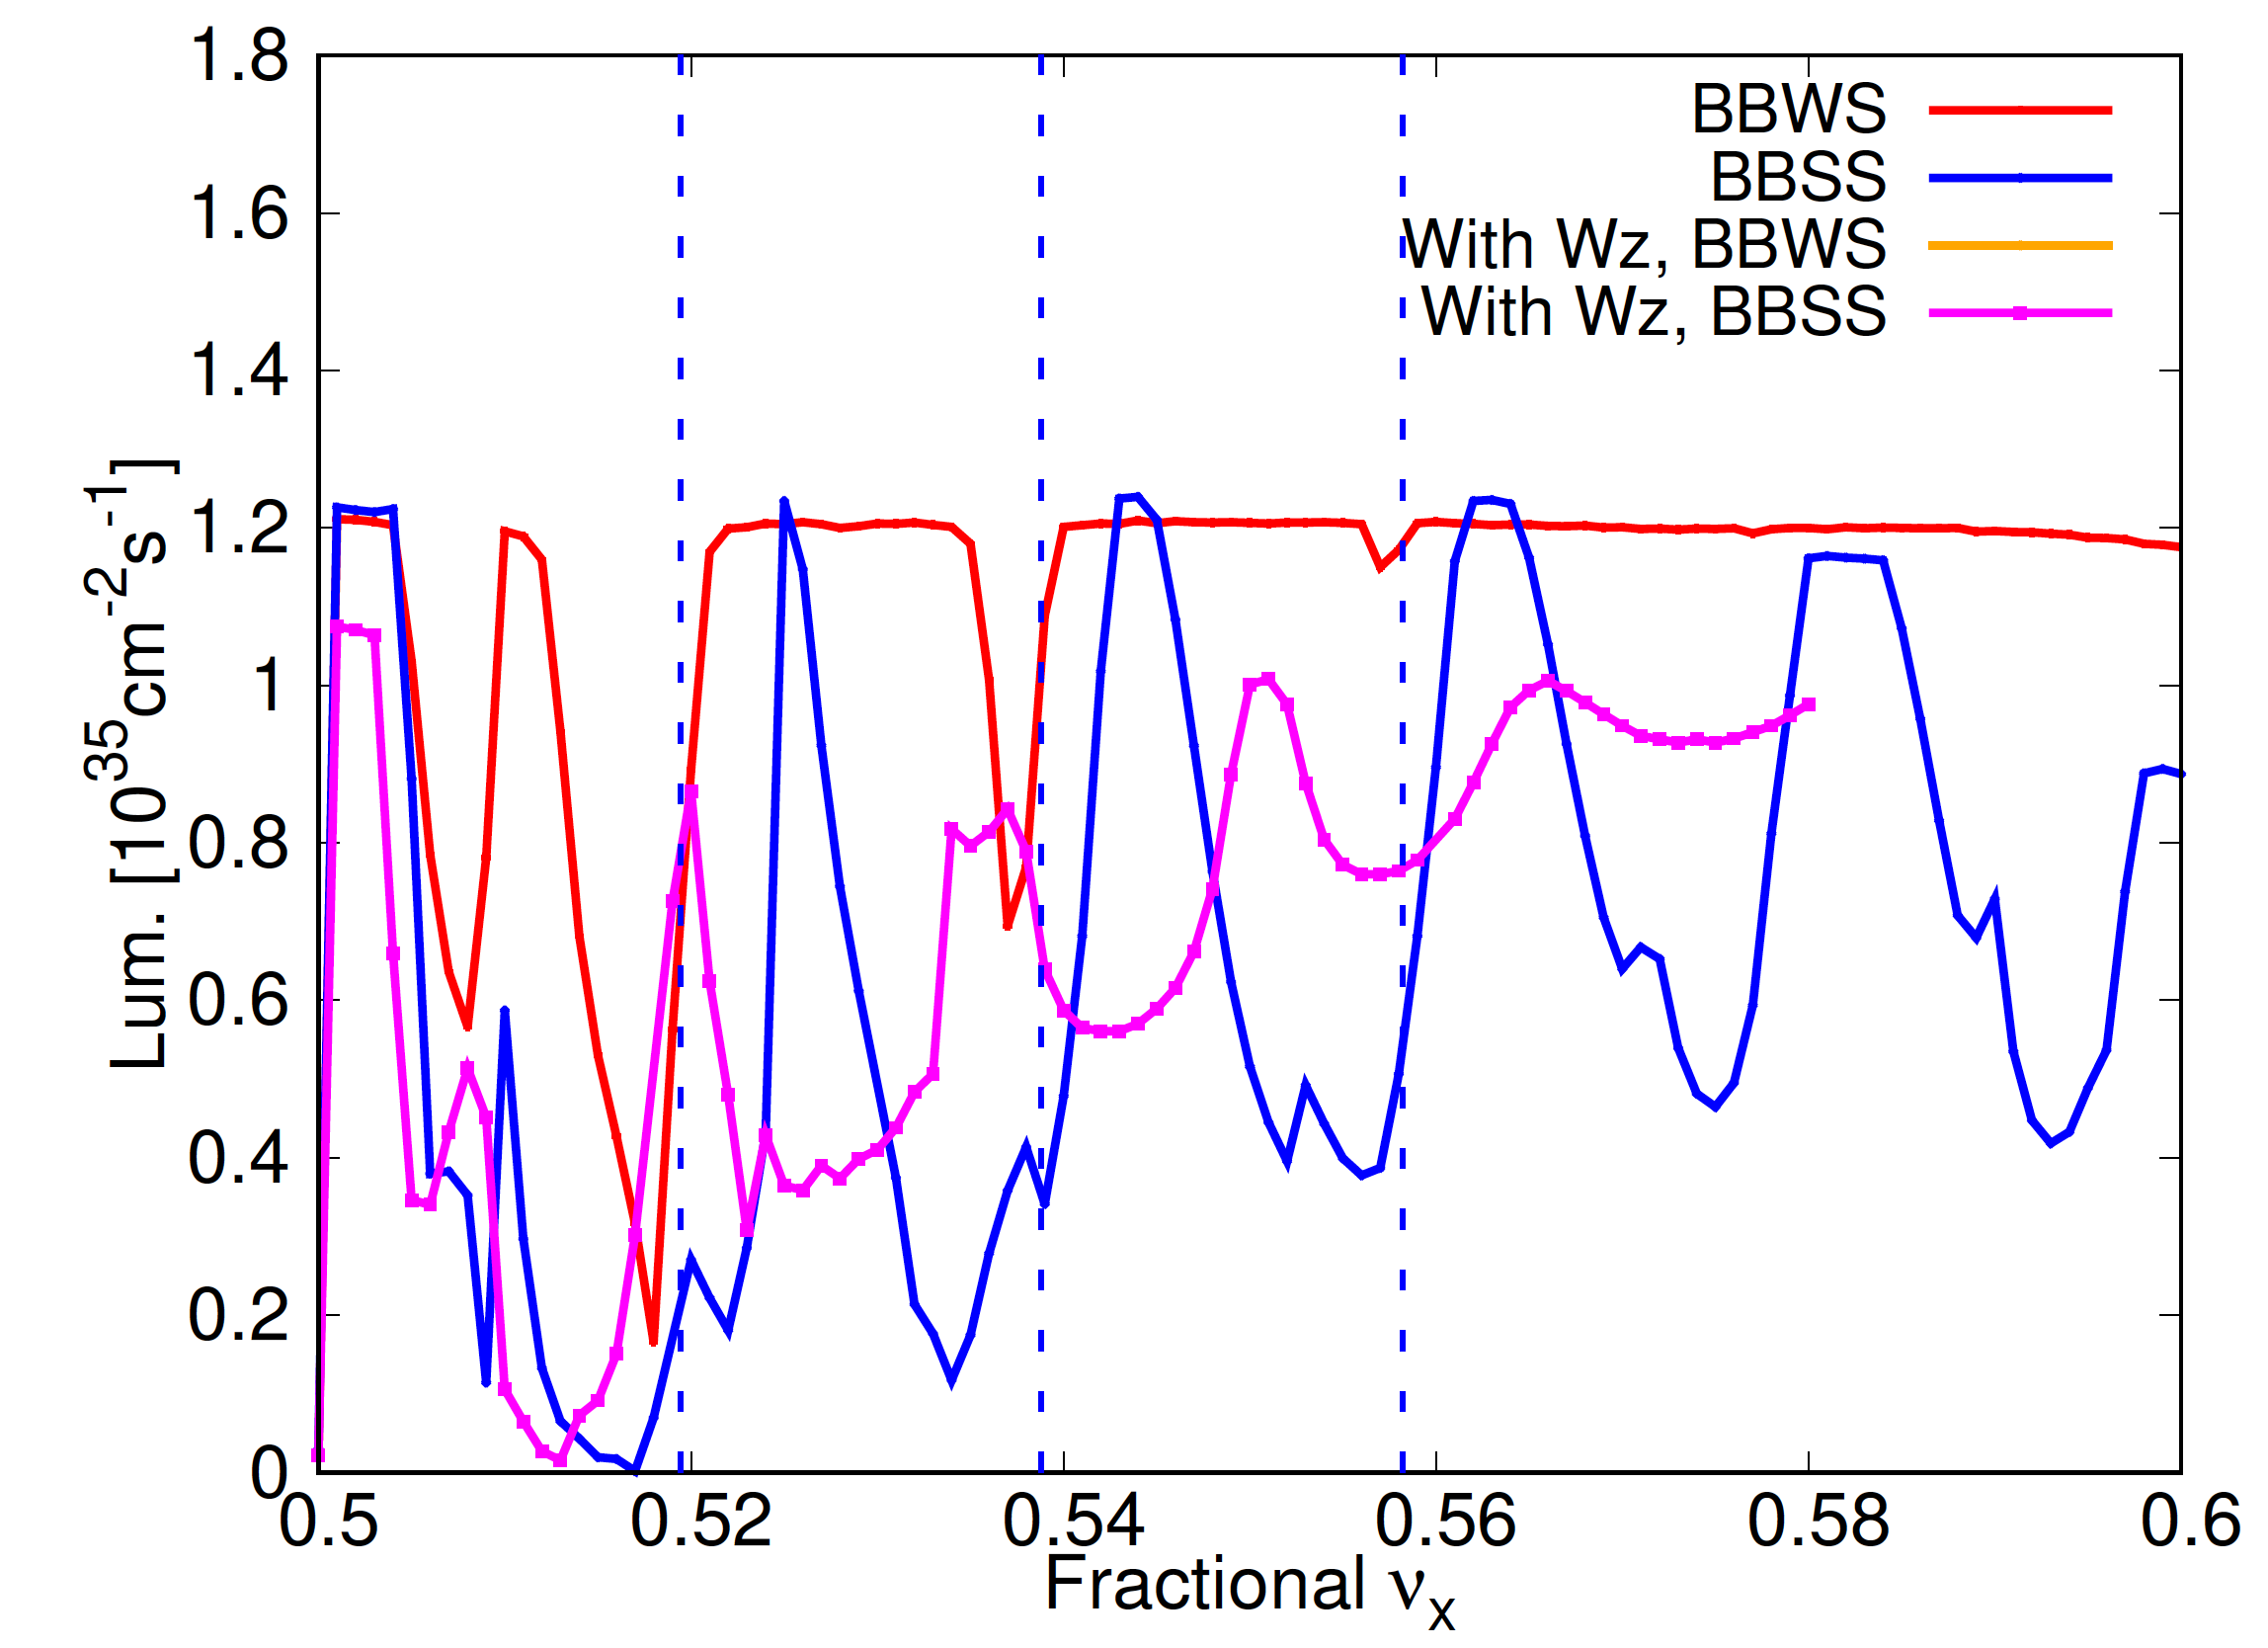 1.8
1.6
1.4
1.2
1
0.8
0.6
0.4
0.2
0
Lum. [10^35cm^-2s^-1]
BBWS
BBSS
With Wz, BBWS
With Wz, BBSS
0.5 0.52 0.54 0.56 0.58 0.6
Fractional ν_x